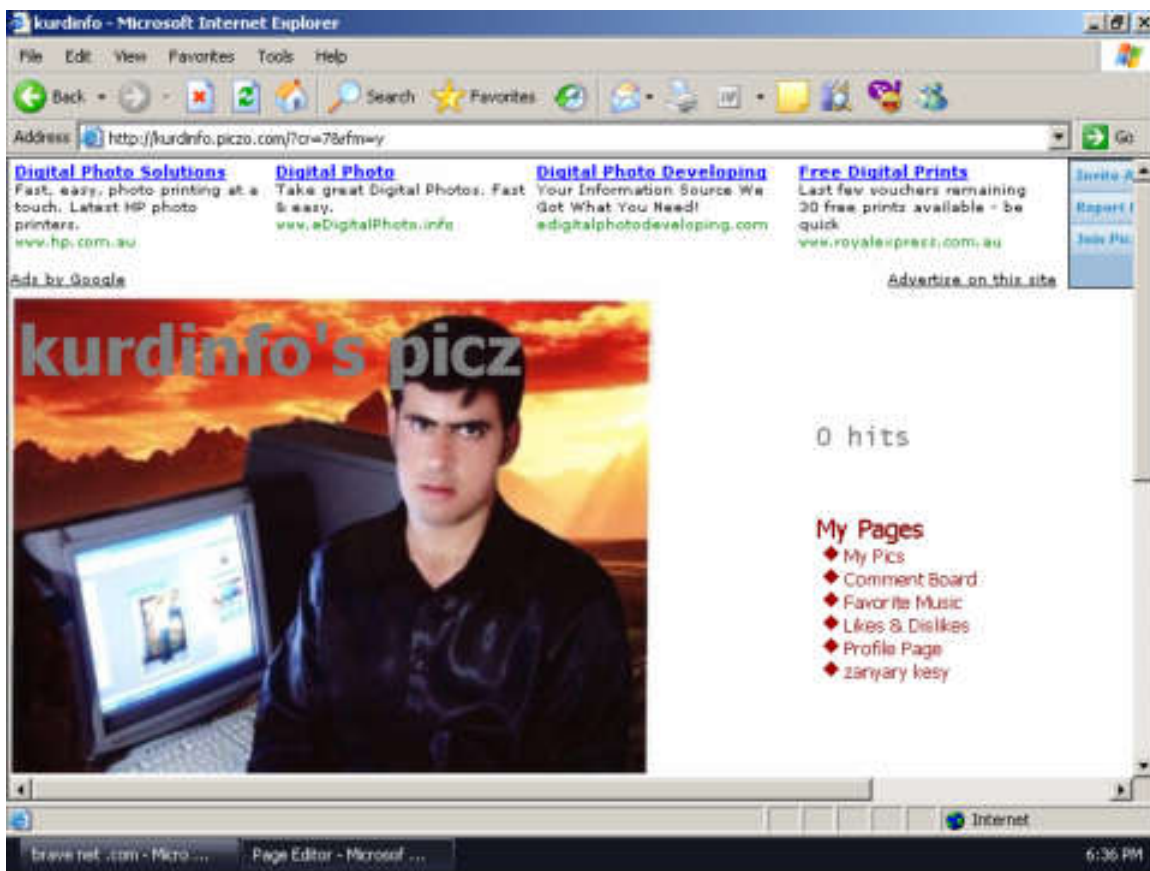 kurdinfo - Microsoft Internet Explorer
File Edit View Favorites Tools Help
Back Search Favorites
Address http://kurdinfo.piczo.com/?cr=7&rfm=y Go
Digital Photo Solutions
Fast, easy, photo printing at a
touch. Latest HP photo
printers.
www.hp.com.au
Digital Photo
Take great Digital Photos. Fast
& easy.
www.eDigitalPhoto.info
Digital Photo Developing
Your Information Source We
Got What You Need!
edigitalphotodeveloping.com
Free Digital Prints
Last few vouchers remaining
30 free prints available - be
quick
www.royalexpress.com.au
Invite A
Report
Join Pic
Ads by Google
Advertise on this site
kurdinfo's picz
0 hits
My Pages
My Pics
Comment Board
Favorite Music
Likes & Dislikes
Profile Page
zanyary kesy
Internet
brave net .com - Micro ...
Page Editor - Microsof ...
6:36 PM